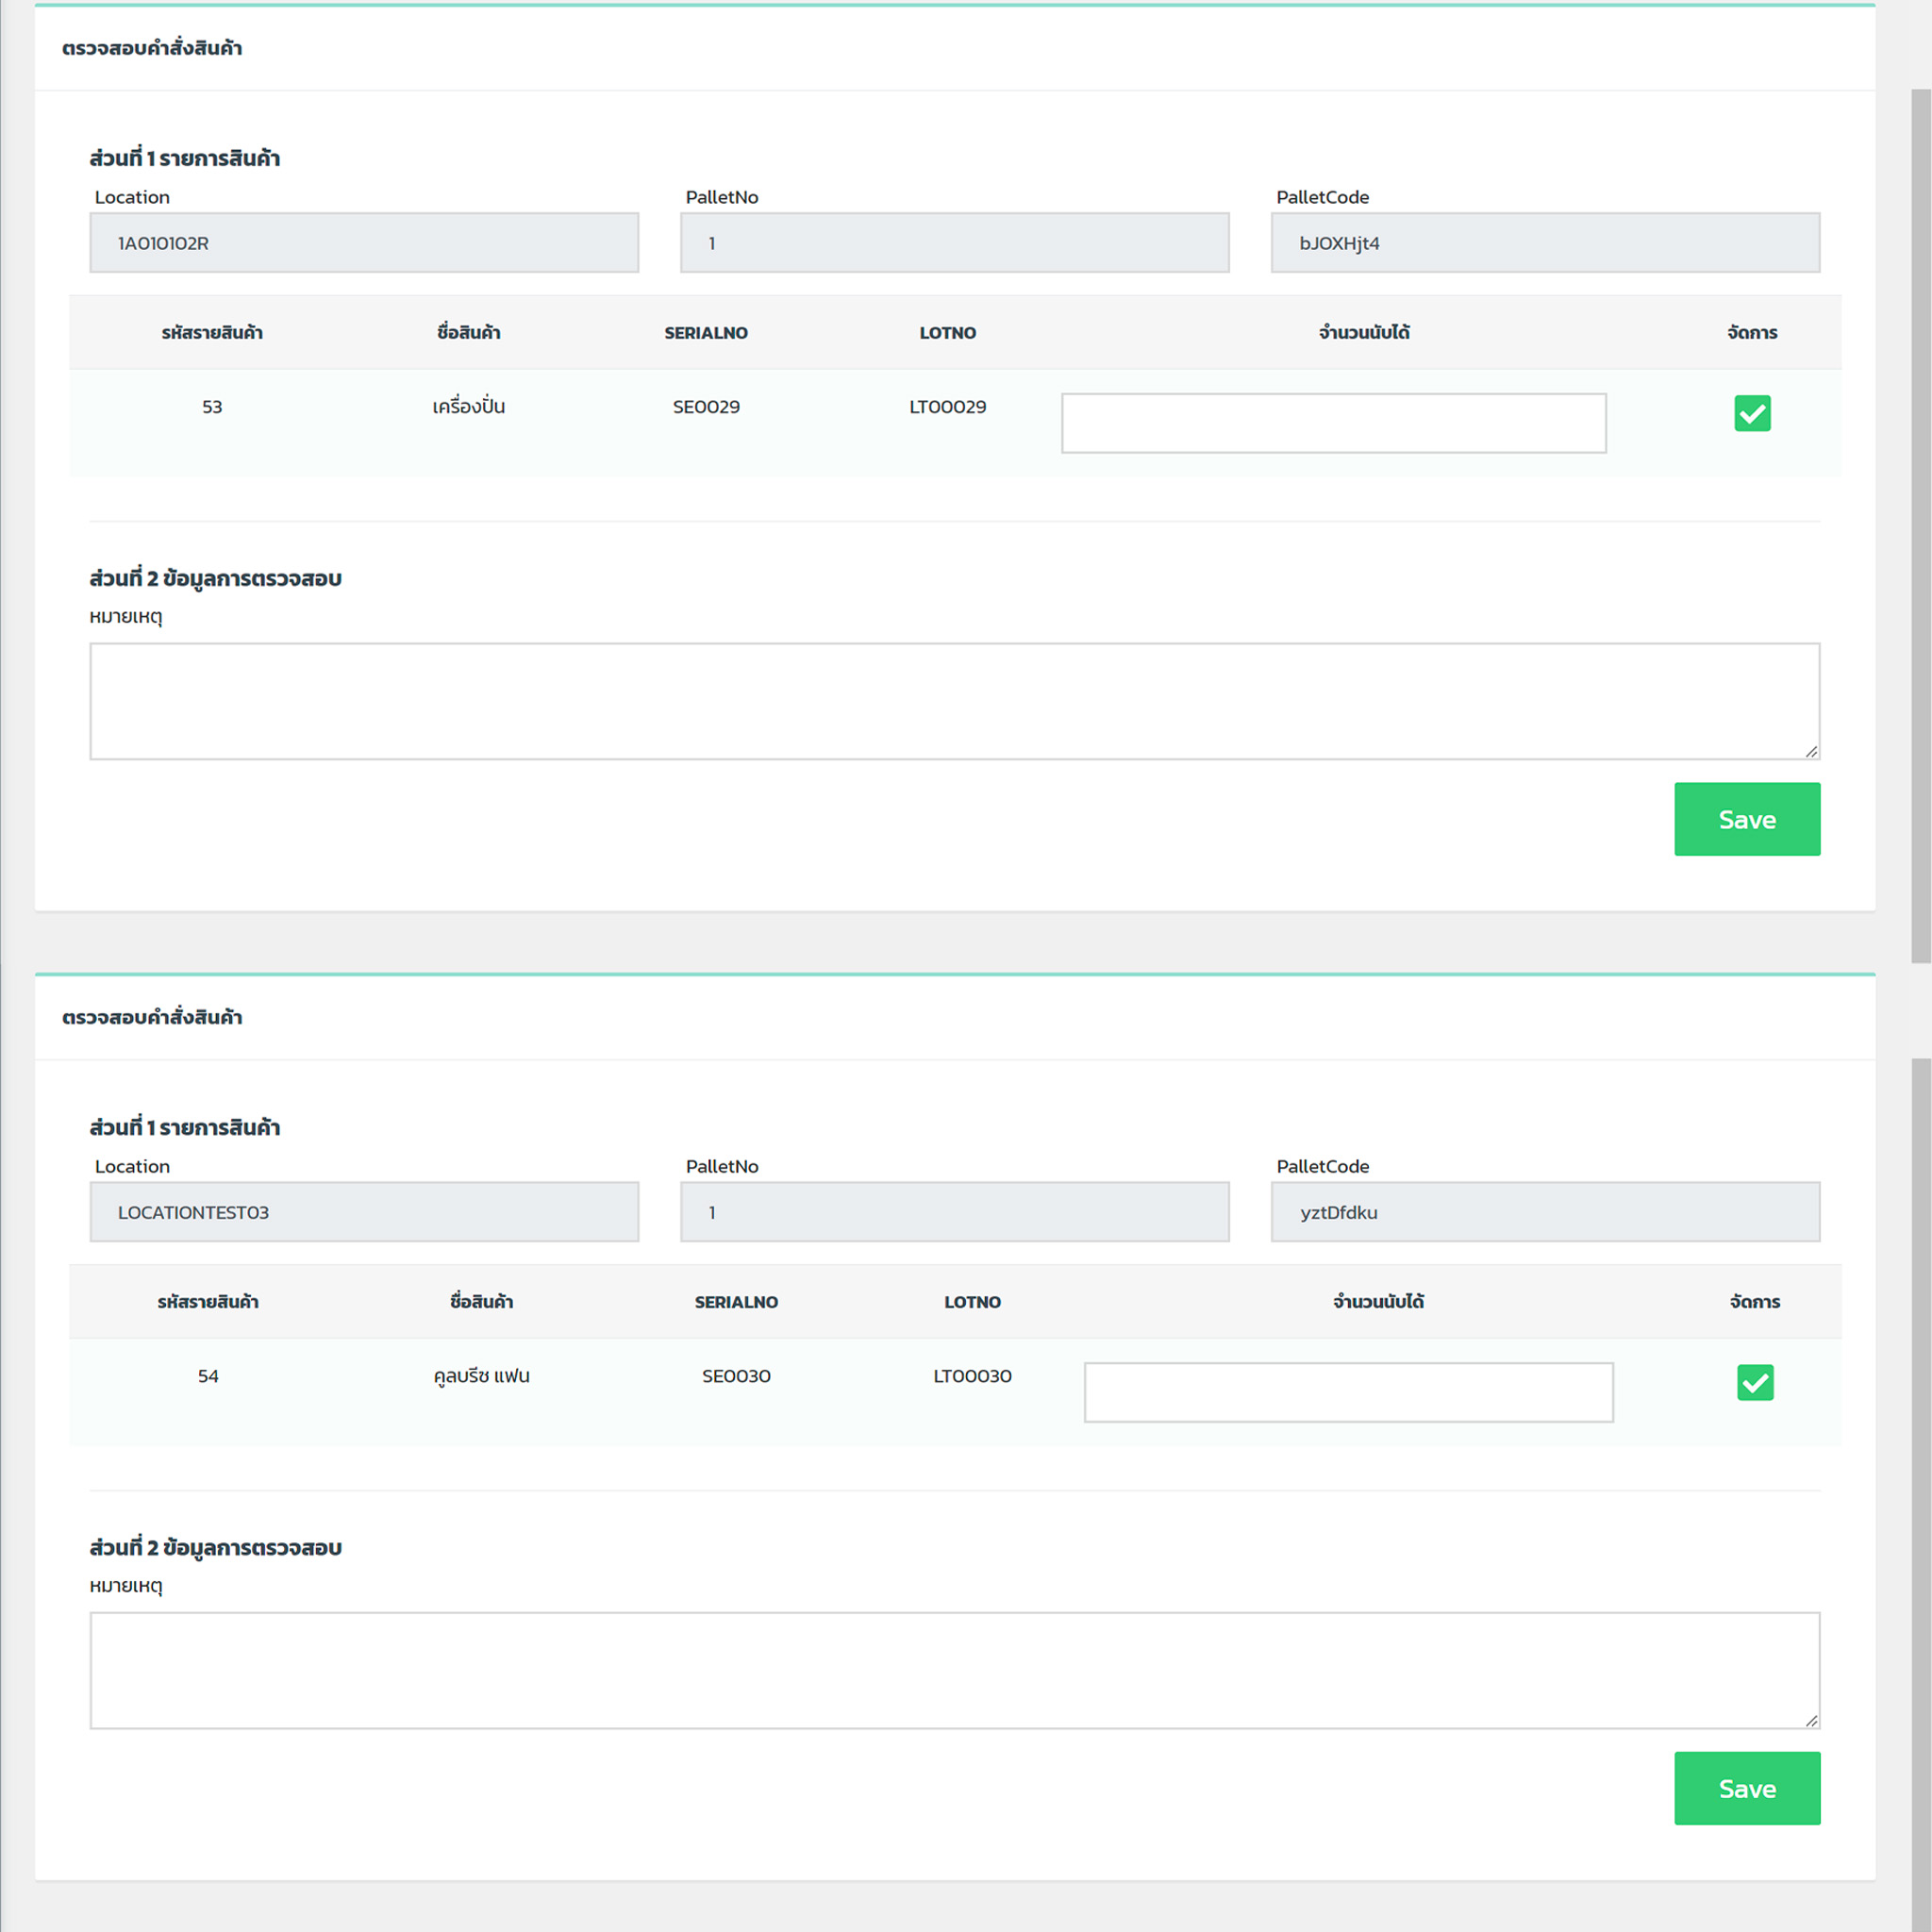 ตรวจสอบคำสั่งสินค้า
ส่วนที่ 1 รายการสินค้า
Location PalletNo PalletCode
1A010102R 1 bJOXHjt4
รหัสรายสินค้า ชื่อสินค้า SERIALNO LOTNO จำนวนนับได้ จัดการ
53 เครื่องปั่น SE0029 LT00029
ส่วนที่ 2 ข้อมูลการตรวจสอบ
หมายเหตุ
Save
ตรวจสอบคำสั่งสินค้า
ส่วนที่ 1 รายการสินค้า
Location PalletNo PalletCode
LOCATIONTEST03 1 yztDfdku
รหัสรายสินค้า ชื่อสินค้า SERIALNO LOTNO จำนวนนับได้ จัดการ
54 คูลบรีซ แฟน SE0030 LT00030
ส่วนที่ 2 ข้อมูลการตรวจสอบ
หมายเหตุ
Save